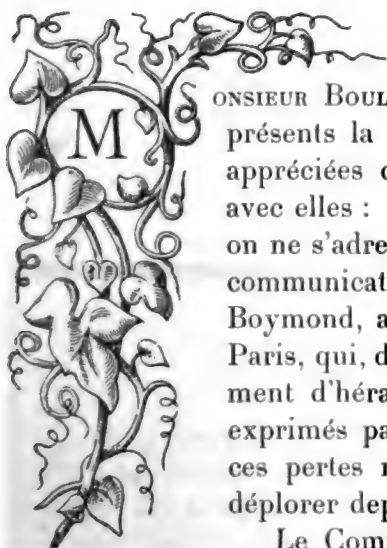 MONSIEUR BOUL
présents la
appréciées
avec elles :
on ne s'adre
communicat
Boymond, a
Paris, qui, d
ment d'héra
exprimés pa
ces pertes
déplorer dep
Le Com